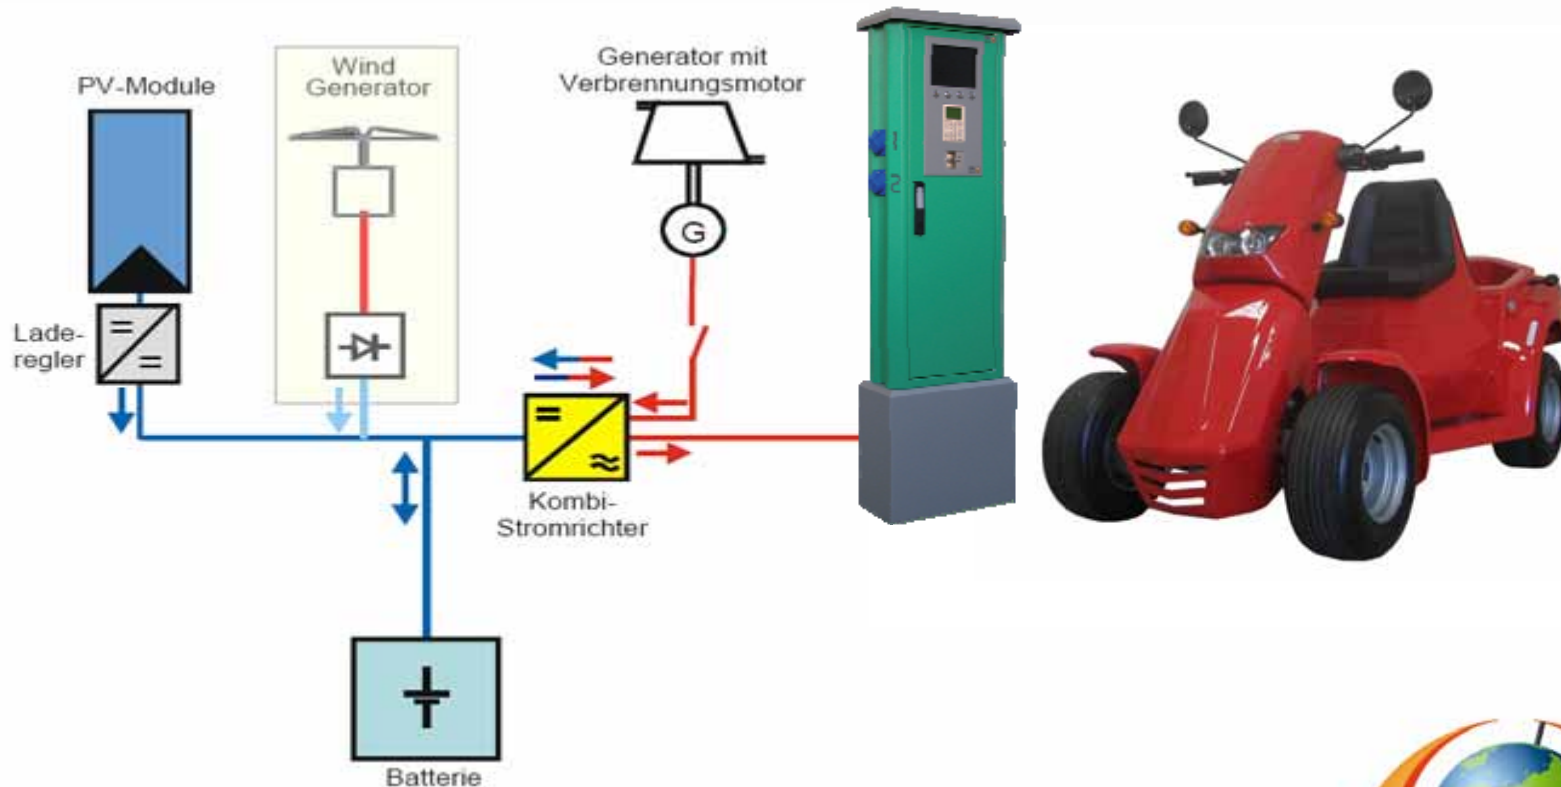 PV-Module
Wind
Generator
Generator mit
Verbrennungsmotor
Lade-
regler
G
1
2
Kombi-
Stromrichter
Batterie